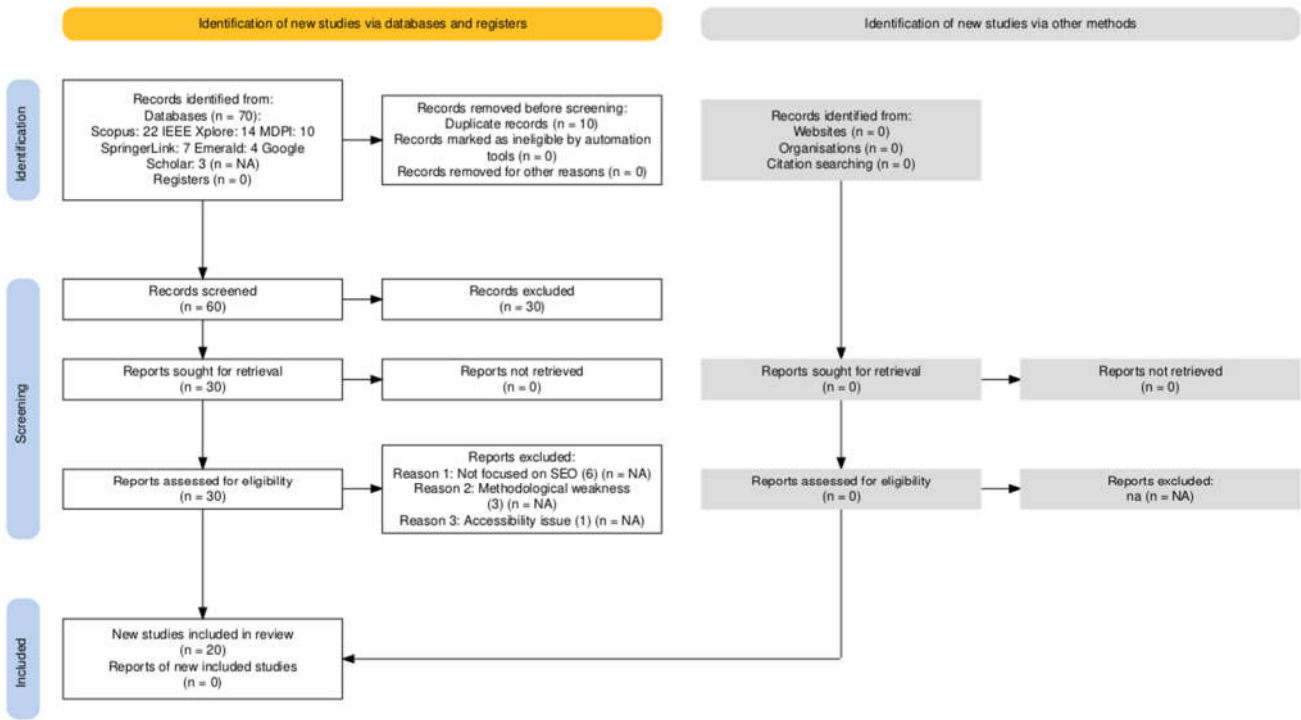 Identification of new studies via databases and registers
Identification of new studies via other methods
Identification
Records identified from:
Databases (n = 70):
Scopus: 22 IEEE Xplore: 14 MDPI: 10
SpringerLink: 7 Emerald: 4 Google
Scholar: 3 (n = NA)
Registers (n = 0)
Records removed before screening:
Duplicate records (n = 10)
Records marked as ineligible by automation
tools (n = 0)
Records removed for other reasons (n = 0)
Records identified from:
Websites (n = 0)
Organisations (n = 0)
Citation searching (n = 0)
Screening
Records screened
(n = 60)
Records excluded
(n = 30)
Reports sought for retrieval
(n = 30)
Reports not retrieved
(n = 0)
Reports sought for retrieval
(n = 0)
Reports not retrieved
(n = 0)
Reports assessed for eligibility
(n = 30)
Reports excluded:
Reason 1: Not focused on SEO (6) (n = NA)
Reason 2: Methodological weakness
(3) (n = NA)
Reason 3: Accessibility issue (1) (n = NA)
Reports assessed for eligibility
(n = 0)
Reports excluded:
na (n = NA)
Included
New studies included in review
(n = 20)
Reports of new included studies
(n = 0)